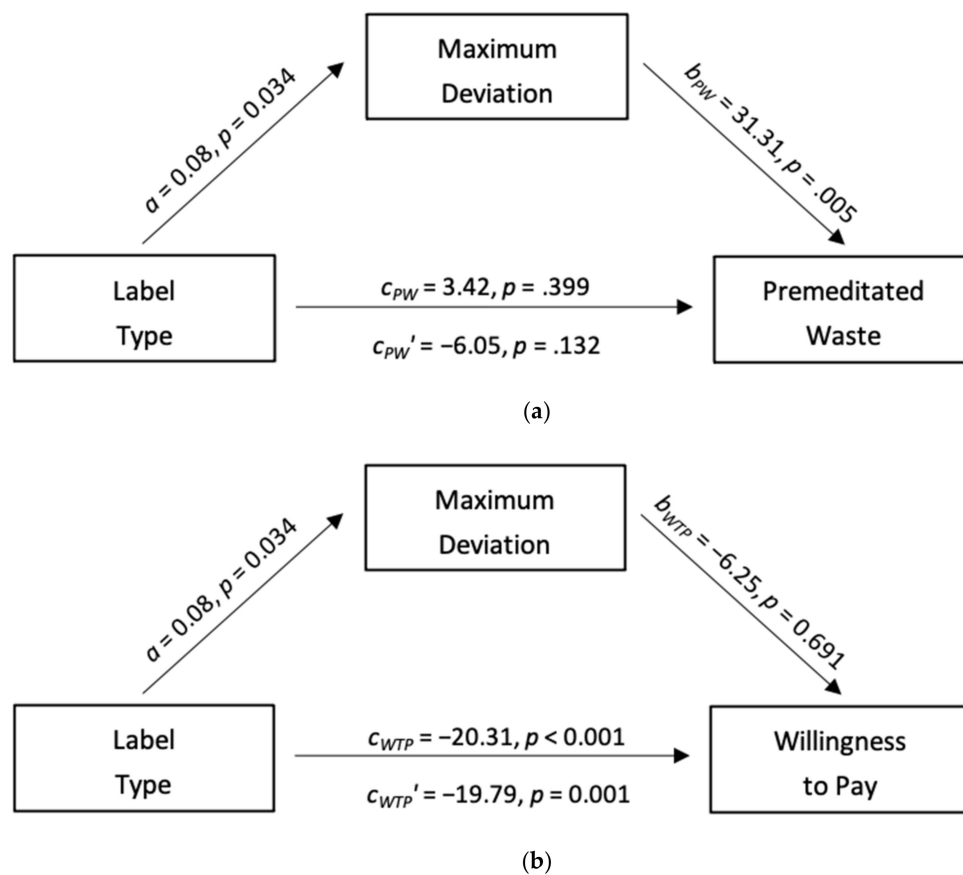 Maximum
Deviation
a = 0.08, p = 0.034
b_PW = 31.31, p = .005
Label
Type
c_PW = 3.42, p = .399
c_PW' = −6.05, p = .132
Premeditated
Waste
(a)
Maximum
Deviation
a = 0.08, p = 0.034
b_WTP = −6.25, p = 0.691
Label
Type
c_WTP = −20.31, p < 0.001
c_WTP' = −19.79, p = 0.001
Willingness
to Pay
(b)